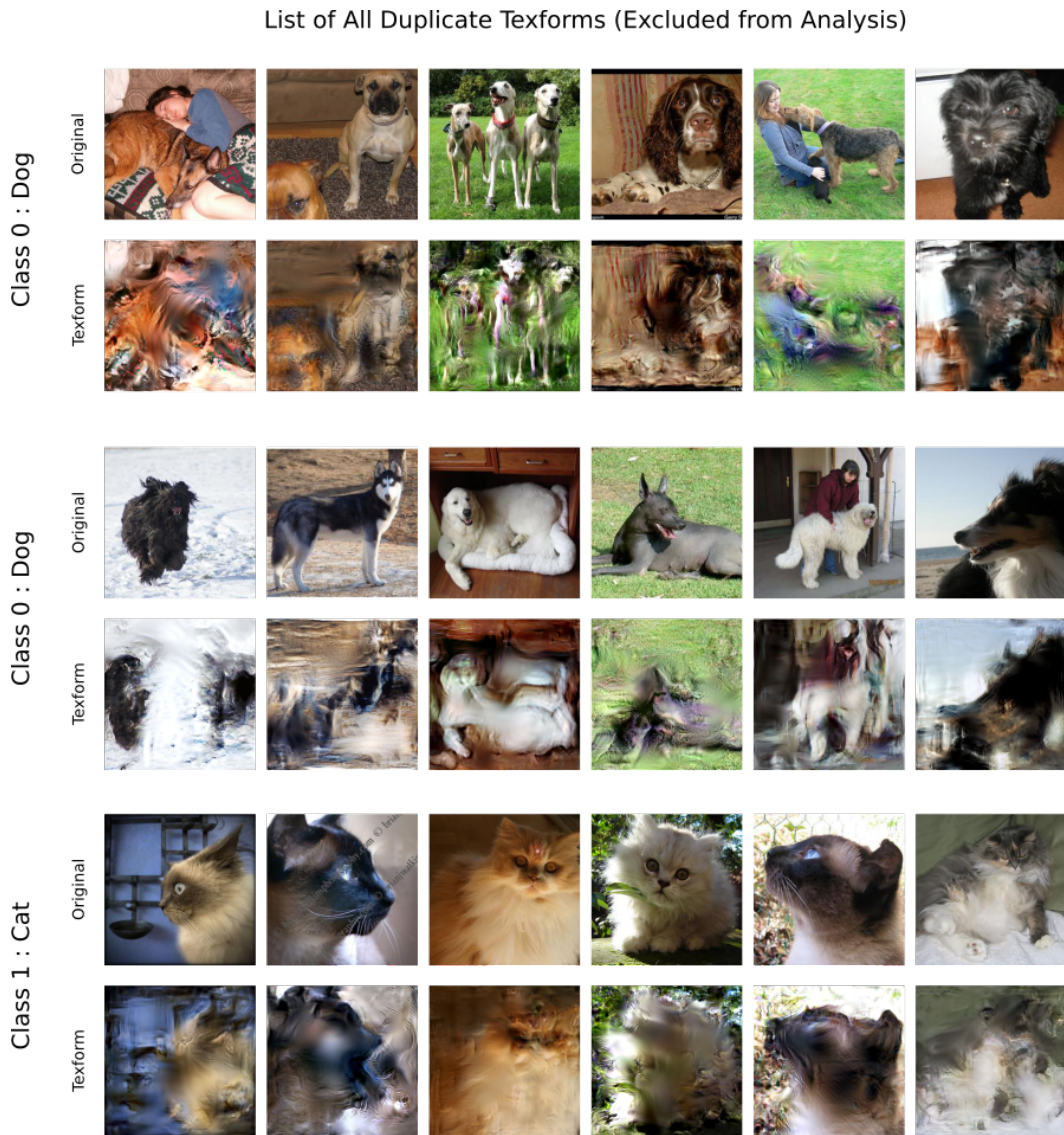 List of All Duplicate Texforms (Excluded from Analysis)
Class 0 : Dog
Original
Texform
Class 0 : Dog
Original
Texform
Class 1 : Cat
Original
Texform